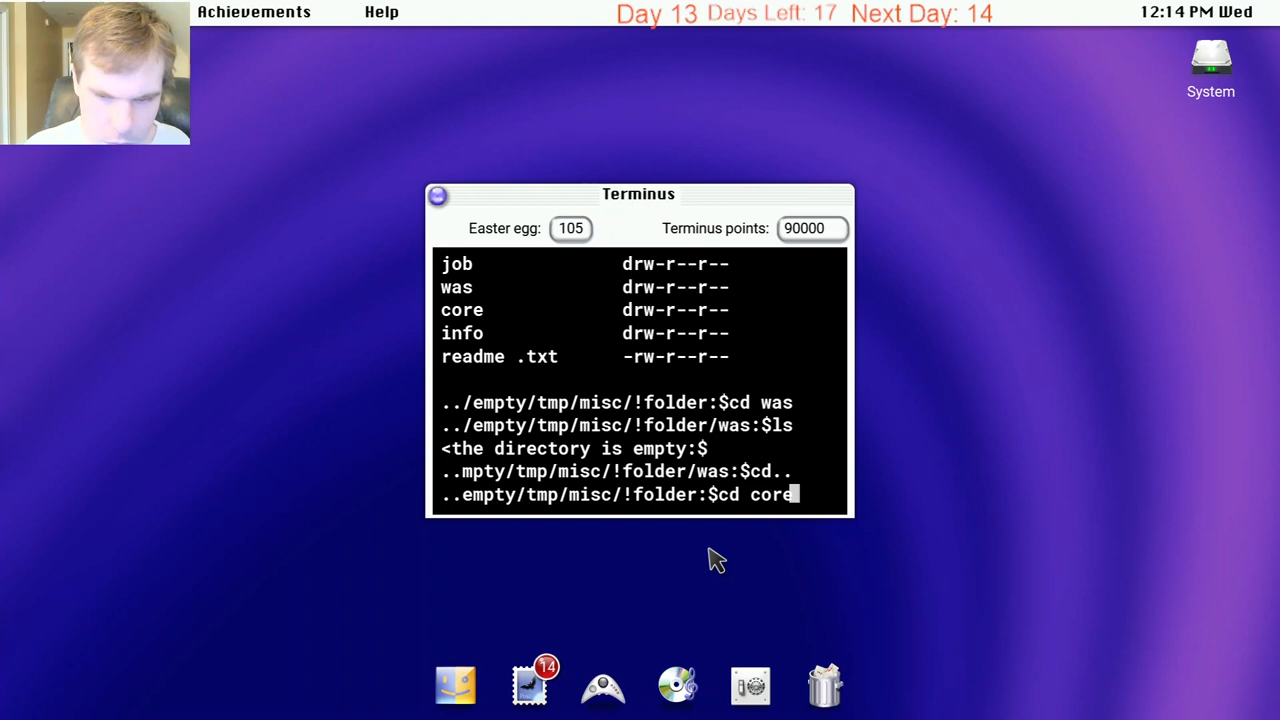 Achievements Help Day 13 Days Left: 17 Next Day: 14 12:14 PM Wed
System
Terminus
Easter egg: 105 Terminus points: 90000
job drw-r--r--
was drw-r--r--
core drw-r--r--
info drw-r--r--
readme .txt -rw-r--r--
../empty/tmp/misc/!folder:$cd was
../empty/tmp/misc/!folder/was:$ls
<the directory is empty:$
..mpty/tmp/misc/!folder/was:$cd..
..empty/tmp/misc/!folder:$cd core
14